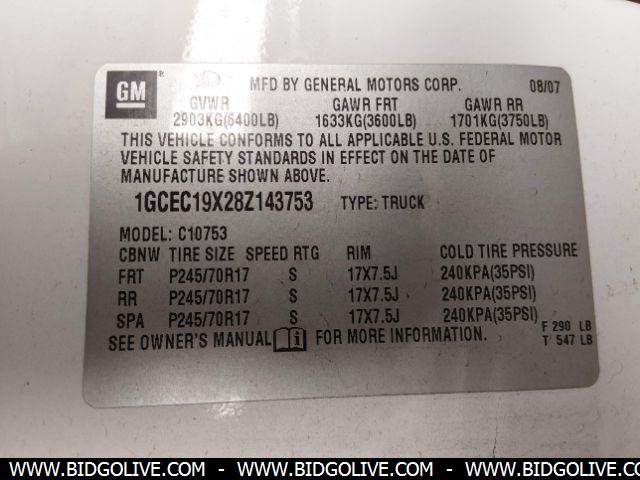 GM
MFD BY GENERAL MOTORS CORP. 08/07
GVWR GAWR FRT GAWR RR
2903KG(6400LB) 1633KG(3600LB) 1701KG(3750LB)
THIS VEHICLE CONFORMS TO ALL APPLICABLE U.S. FEDERAL MOTOR
VEHICLE SAFETY STANDARDS IN EFFECT ON THE DATE OF
MANUFACTURE SHOWN ABOVE.
1GCEC19X28Z143753 TYPE: TRUCK
MODEL: C10753
CBNW TIRE SIZE SPEED RTG RIM COLD TIRE PRESSURE
FRT P245/70R17 S 17X7.5J 240KPA(35PSI)
RR P245/70R17 S 17X7.5J 240KPA(35PSI)
SPA P245/70R17 S 17X7.5J 240KPA(35PSI)
SEE OWNER'S MANUAL i FOR MORE INFORMATION.
F 290 LB
T 547 LB
WWW.BIDGOLIVE.COM - WWW.BIDGOLIVE.COM - WWW.BIDGOLIVE.COM